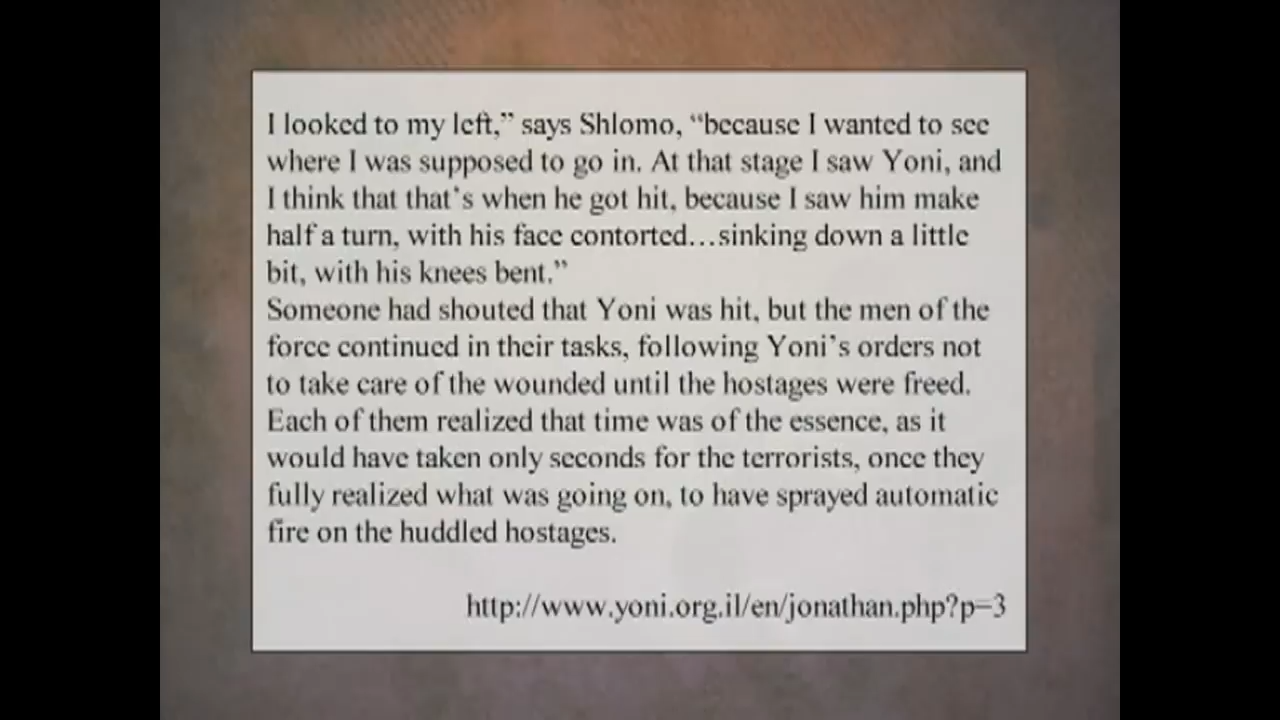 I looked to my left,” says Shlomo, “because I wanted to see
where I was supposed to go in. At that stage I saw Yoni, and
I think that that’s when he got hit, because I saw him make
half a turn, with his face contorted…sinking down a little
bit, with his knees bent.”
Someone had shouted that Yoni was hit, but the men of the
force continued in their tasks, following Yoni’s orders not
to take care of the wounded until the hostages were freed.
Each of them realized that time was of the essence, as it
would have taken only seconds for the terrorists, once they
fully realized what was going on, to have sprayed automatic
fire on the huddled hostages.
http://www.yoni.org.il/en/jonathan.php?p=3